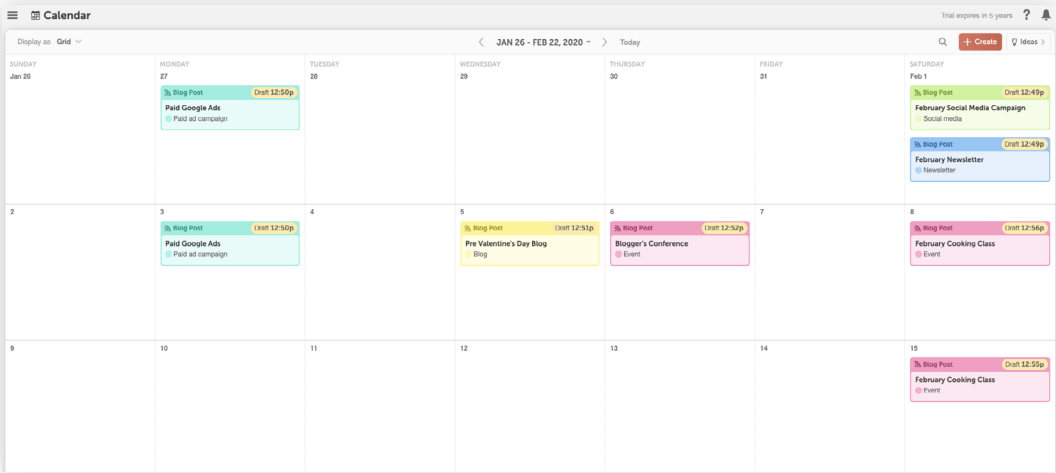 Calendar
Trial expires in 5 years ?
Display as Grid
JAN 26 - FEB 22, 2020
Today
+ Create
Ideas
SUNDAY MONDAY TUESDAY WEDNESDAY THURSDAY FRIDAY SATURDAY
Jan 26 27 28 29 30 31 Feb 1
Blog Post Draft 12:50p
Paid Google Ads
Paid ad campaign
Blog Post Draft 12:49p
February Social Media Campaign
Social media
Blog Post Draft 12:49p
February Newsletter
Newsletter
2 3 4 5 6 7 8
Blog Post Draft 12:50p
Paid Google Ads
Paid ad campaign
Blog Post Draft 12:51p
Pre Valentine's Day Blog
Blog
Blog Post Draft 12:52p
Blogger's Conference
Event
Blog Post Draft 12:56p
February Cooking Class
Event
9 10 11 12 13 14 15
Blog Post Draft 12:55p
February Cooking Class
Event